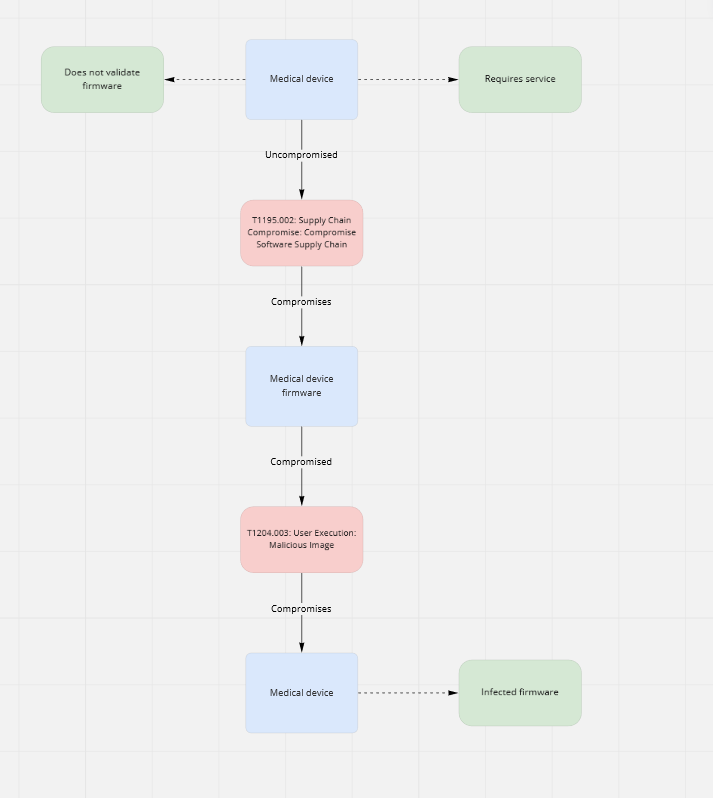 Does not validate
firmware
Medical device
Requires service
Uncompromised
T1195.002: Supply Chain
Compromise: Compromise
Software Supply Chain
Compromises
Medical device
firmware
Compromised
T1204.003: User Execution:
Malicious Image
Compromises
Medical device
Infected firmware